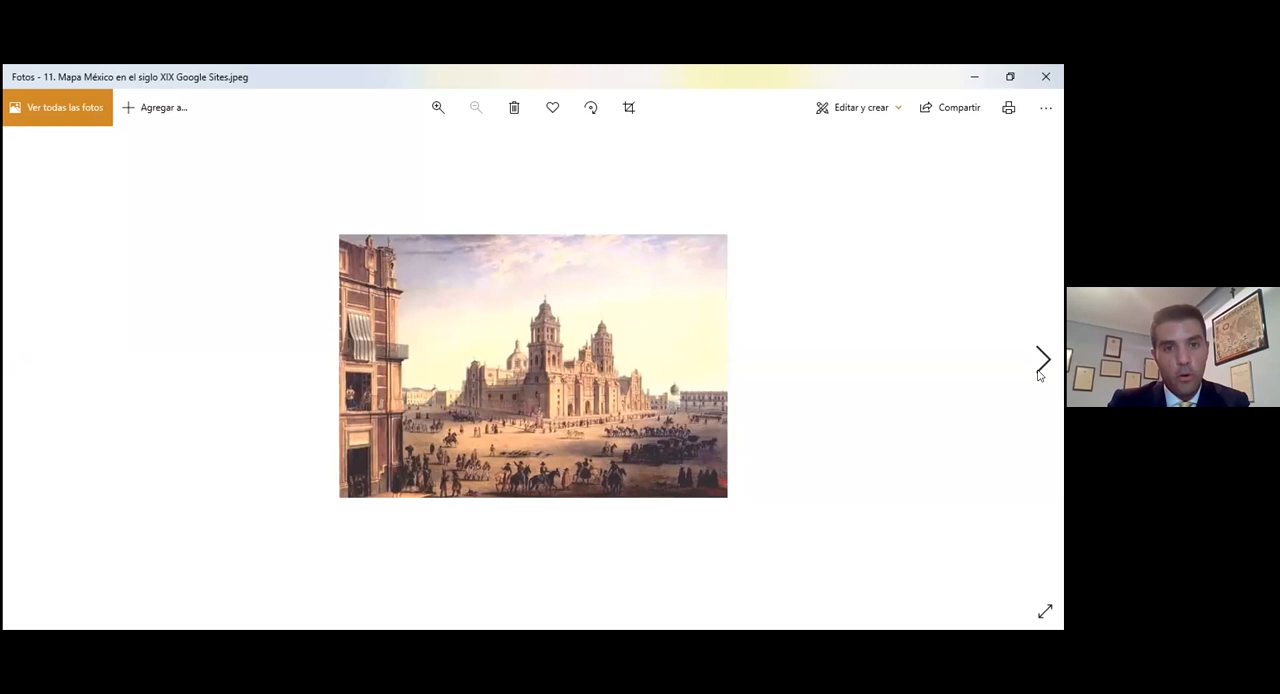 Fotos - 11. Mapa México en el siglo XIX Google Sites.jpeg
Ver todas las fotos
Agregar a...
Editar y crear
Compartir